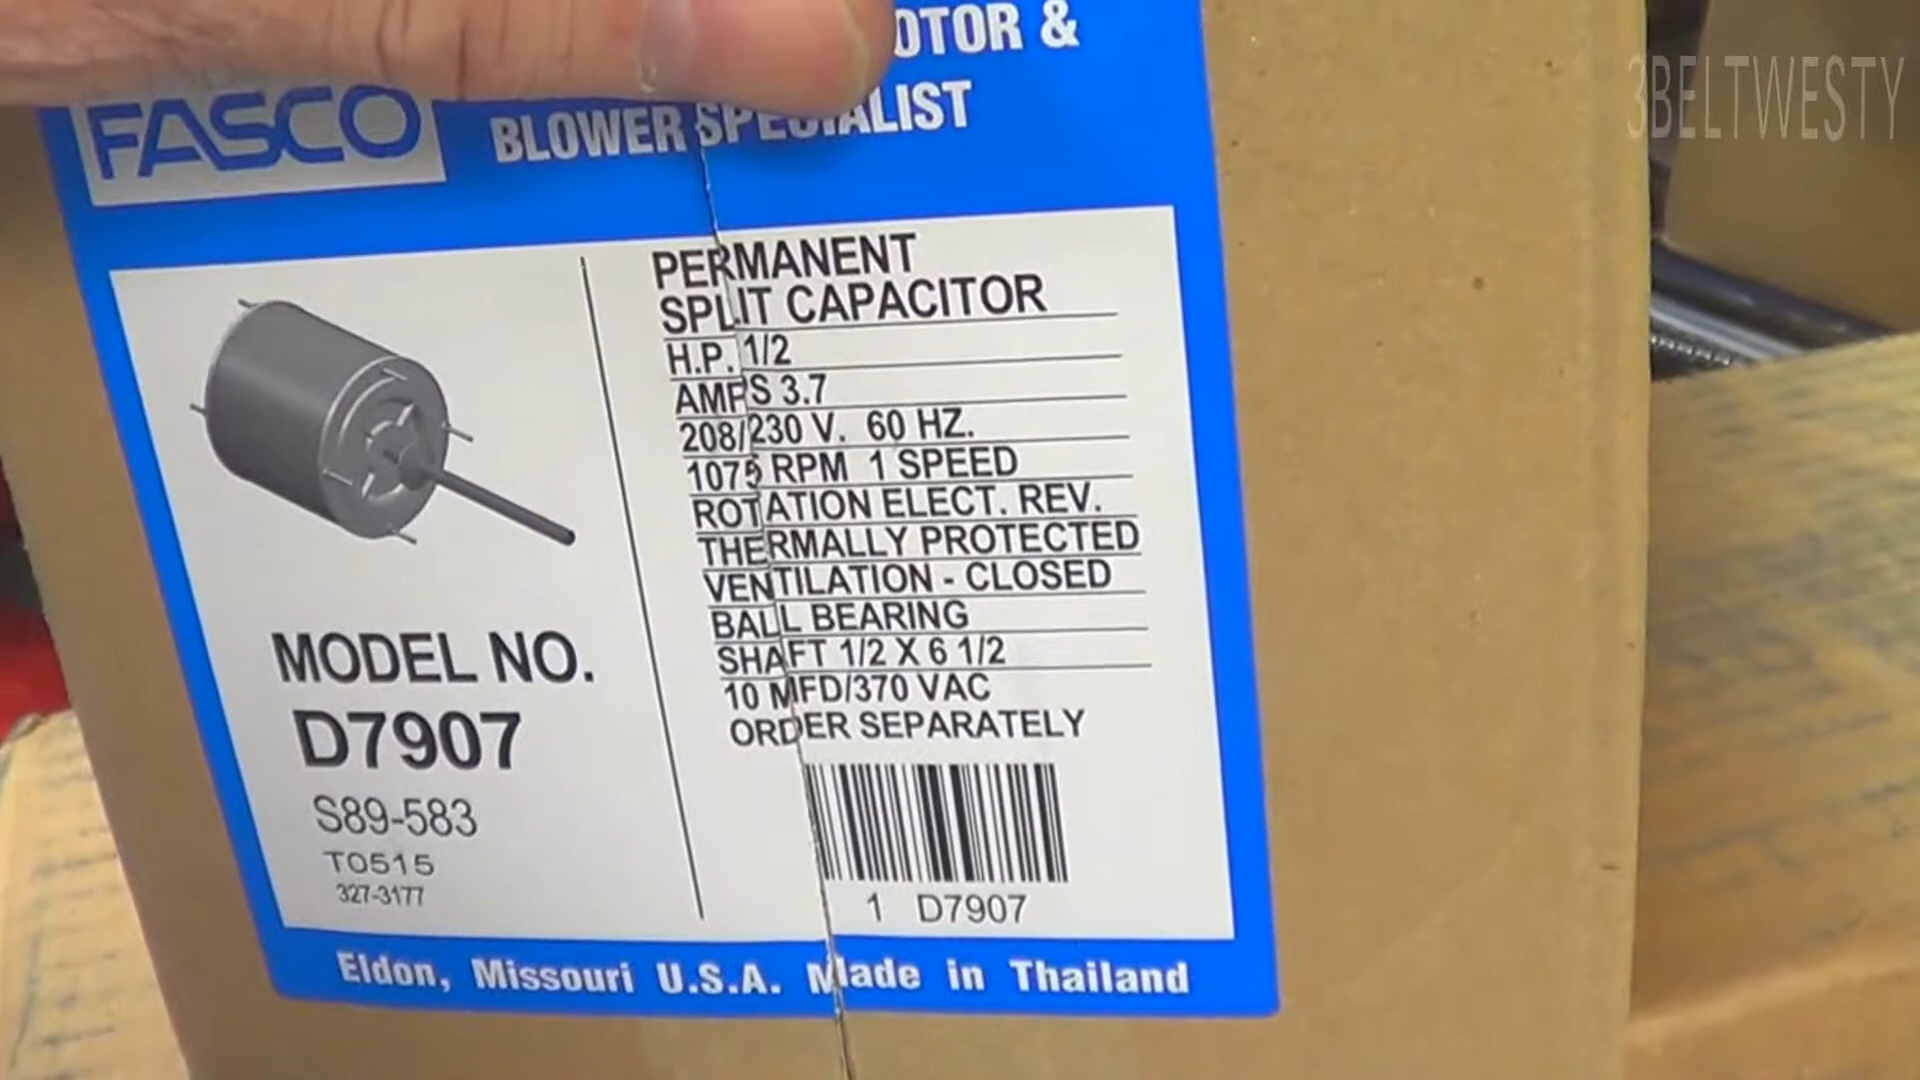 OTOR &
FASCO
BLOWER SPECIALIST
3BELTWESTY
PERMANENT
SPLIT CAPACITOR
H.P. 1/2
AMPS 3.7
208/230 V. 60 HZ.
1075 RPM 1 SPEED
ROTATION ELECT. REV.
THERMALLY PROTECTED
VENTILATION - CLOSED
BALL BEARING
SHAFT 1/2 X 6 1/2
10 MFD/370 VAC
ORDER SEPARATELY
MODEL NO.
D7907
S89-583
TO515
327-3177
1 D7907
Eldon, Missouri U.S.A. Made in Thailand